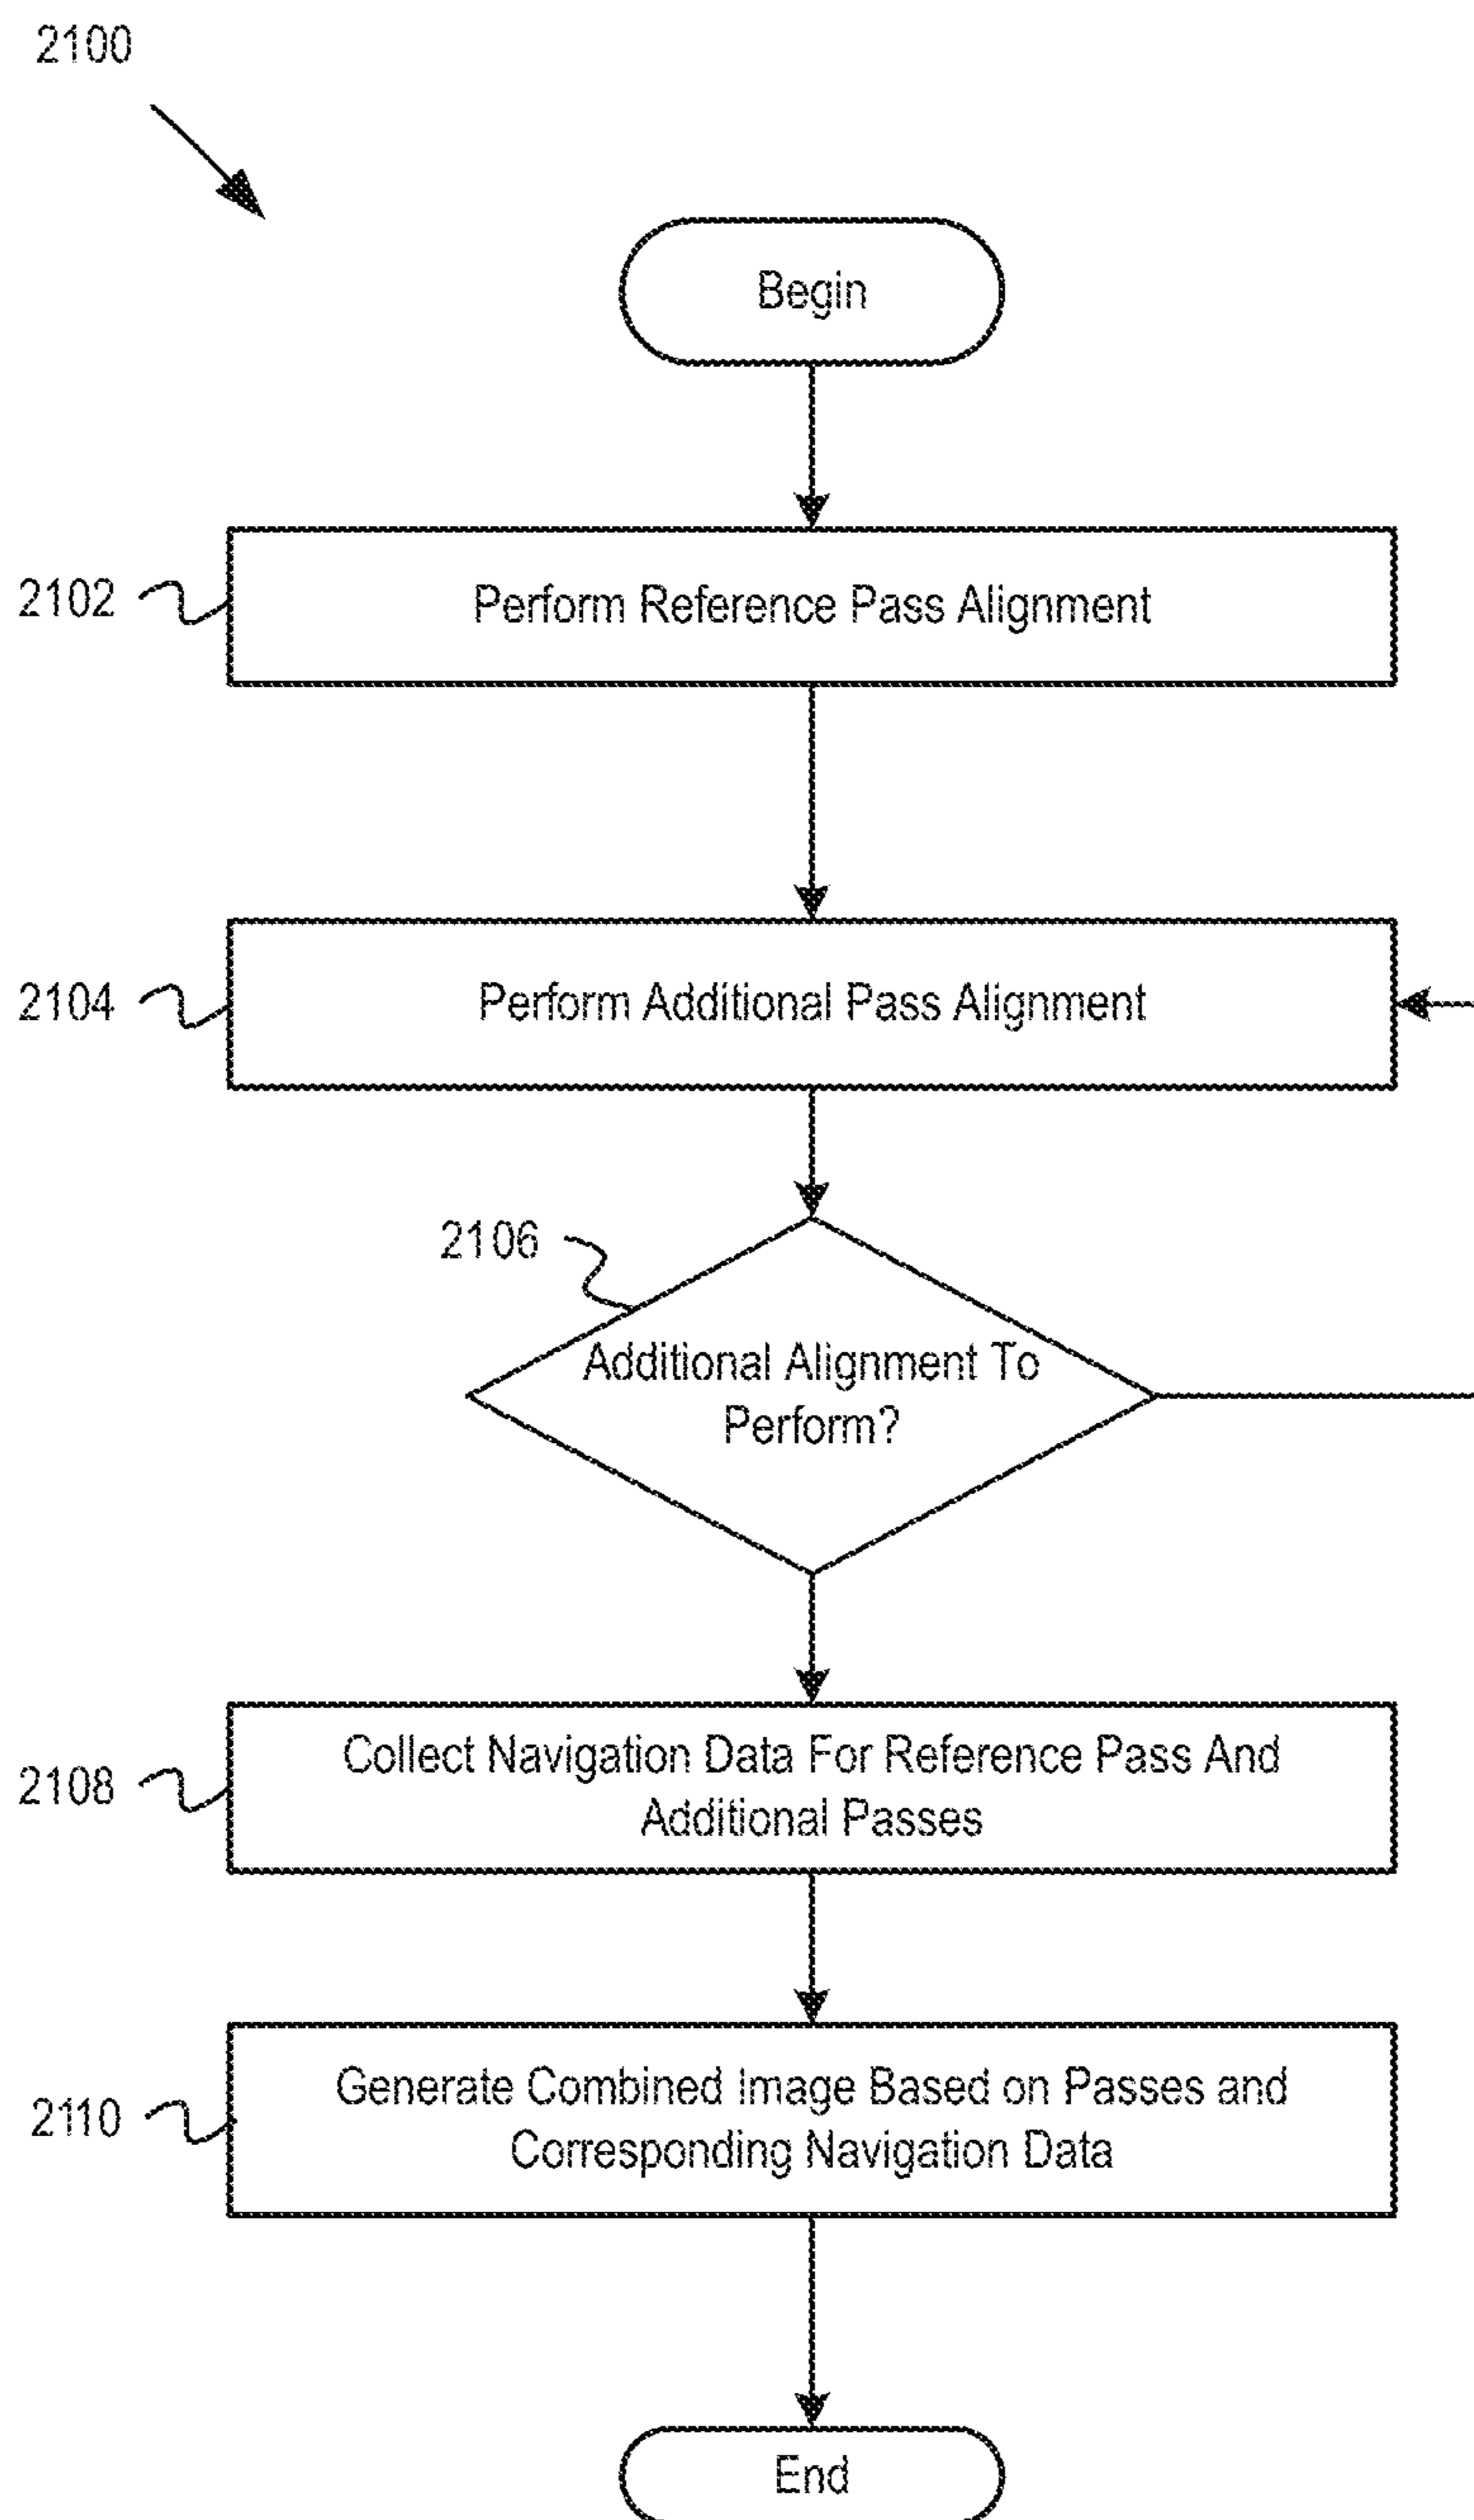 2100
Begin
2102
Perform Reference Pass Alignment
2104
Perform Additional Pass Alignment
2106
Additional Alignment To
Perform?
2108
Collect Navigation Data For Reference Pass And
Additional Passes
2110
Generate Combined Image Based on Passes and
Corresponding Navigation Data
End